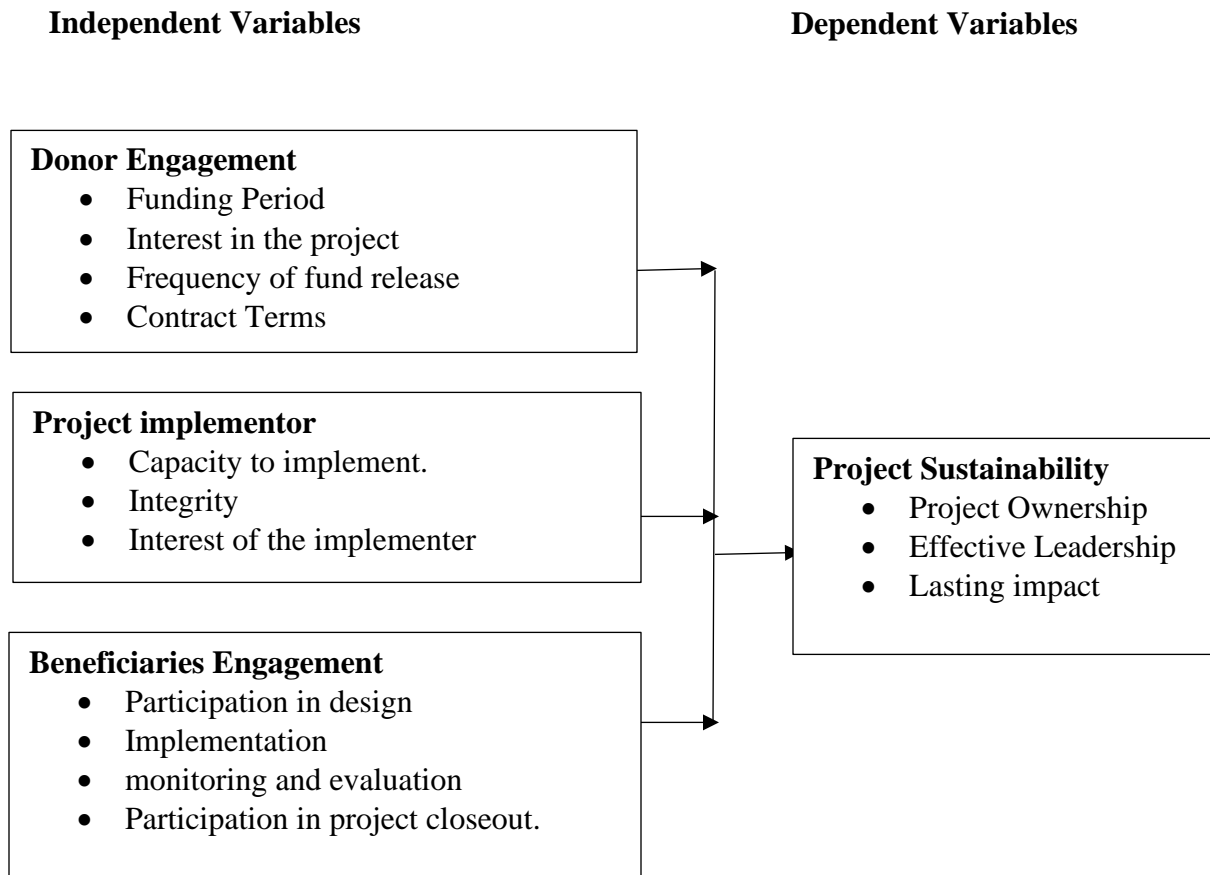 Independent Variables
Dependent Variables
Donor Engagement
• Funding Period
• Interest in the project
• Frequency of fund release
• Contract Terms
Project implementor
• Capacity to implement.
• Integrity
• Interest of the implementer
Project Sustainability
• Project Ownership
• Effective Leadership
• Lasting impact
Beneficiaries Engagement
• Participation in design
• Implementation
• monitoring and evaluation
• Participation in project closeout.